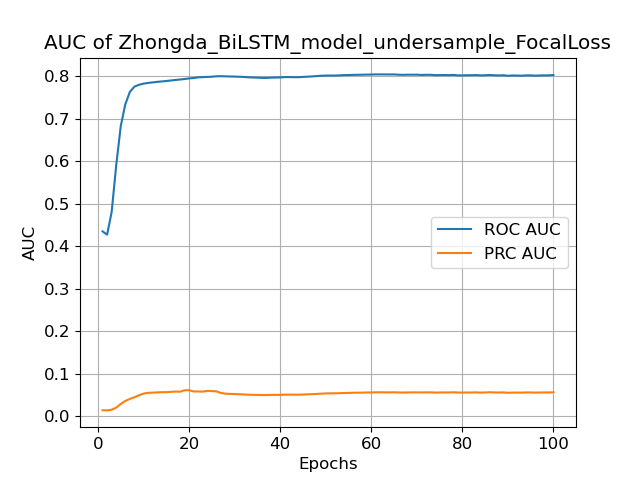 AUC of Zhongda_BiLSTM_model_undersample_FocalLoss
0.8
0.7
0.6
0.5
0.4
0.3
0.2
0.1
0.0
AUC
ROC AUC
PRC AUC
0 20 40 60 80 100
Epochs